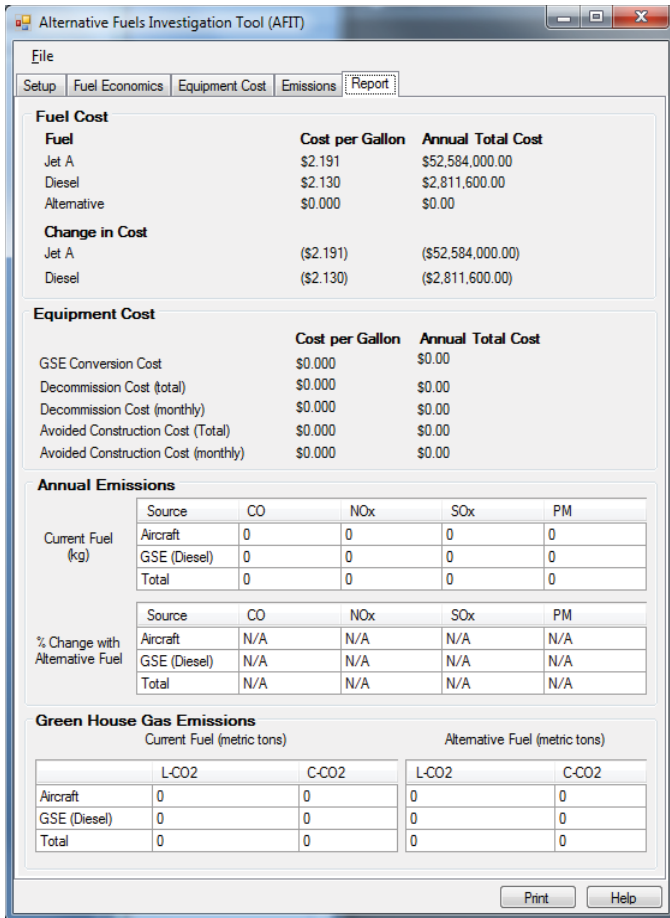 Alternative Fuels Investigation Tool (AFIT)
File
Setup Fuel Economics Equipment Cost Emissions Report
Fuel Cost
Fuel Cost per Gallon Annual Total Cost
Jet A $2.191 $52,584,000.00
Diesel $2.130 $2,811,600.00
Alternative $0.000 $0.00
Change in Cost
Jet A ($2.191) ($52,584,000.00)
Diesel ($2.130) ($2,811,600.00)
Equipment Cost
Cost per Gallon Annual Total Cost
GSE Conversion Cost $0.000 $0.00
Decommission Cost (total) $0.000 $0.00
Decommission Cost (monthly) $0.000 $0.00
Avoided Construction Cost (Total) $0.000 $0.00
Avoided Construction Cost (monthly) $0.000 $0.00
Annual Emissions
Current Fuel
(kg)
Source CO NOx SOx PM
Aircraft 0 0 0 0
GSE (Diesel) 0 0 0 0
Total 0 0 0 0
% Change with
Alternative Fuel
Source CO NOx SOx PM
Aircraft N/A N/A N/A N/A
GSE (Diesel) N/A N/A N/A N/A
Total N/A N/A N/A N/A
Green House Gas Emissions
Current Fuel (metric tons) Alternative Fuel (metric tons)
L-CO2 C-CO2 L-CO2 C-CO2
Aircraft 0 0 0 0
GSE (Diesel) 0 0 0 0
Total 0 0 0 0
Print Help